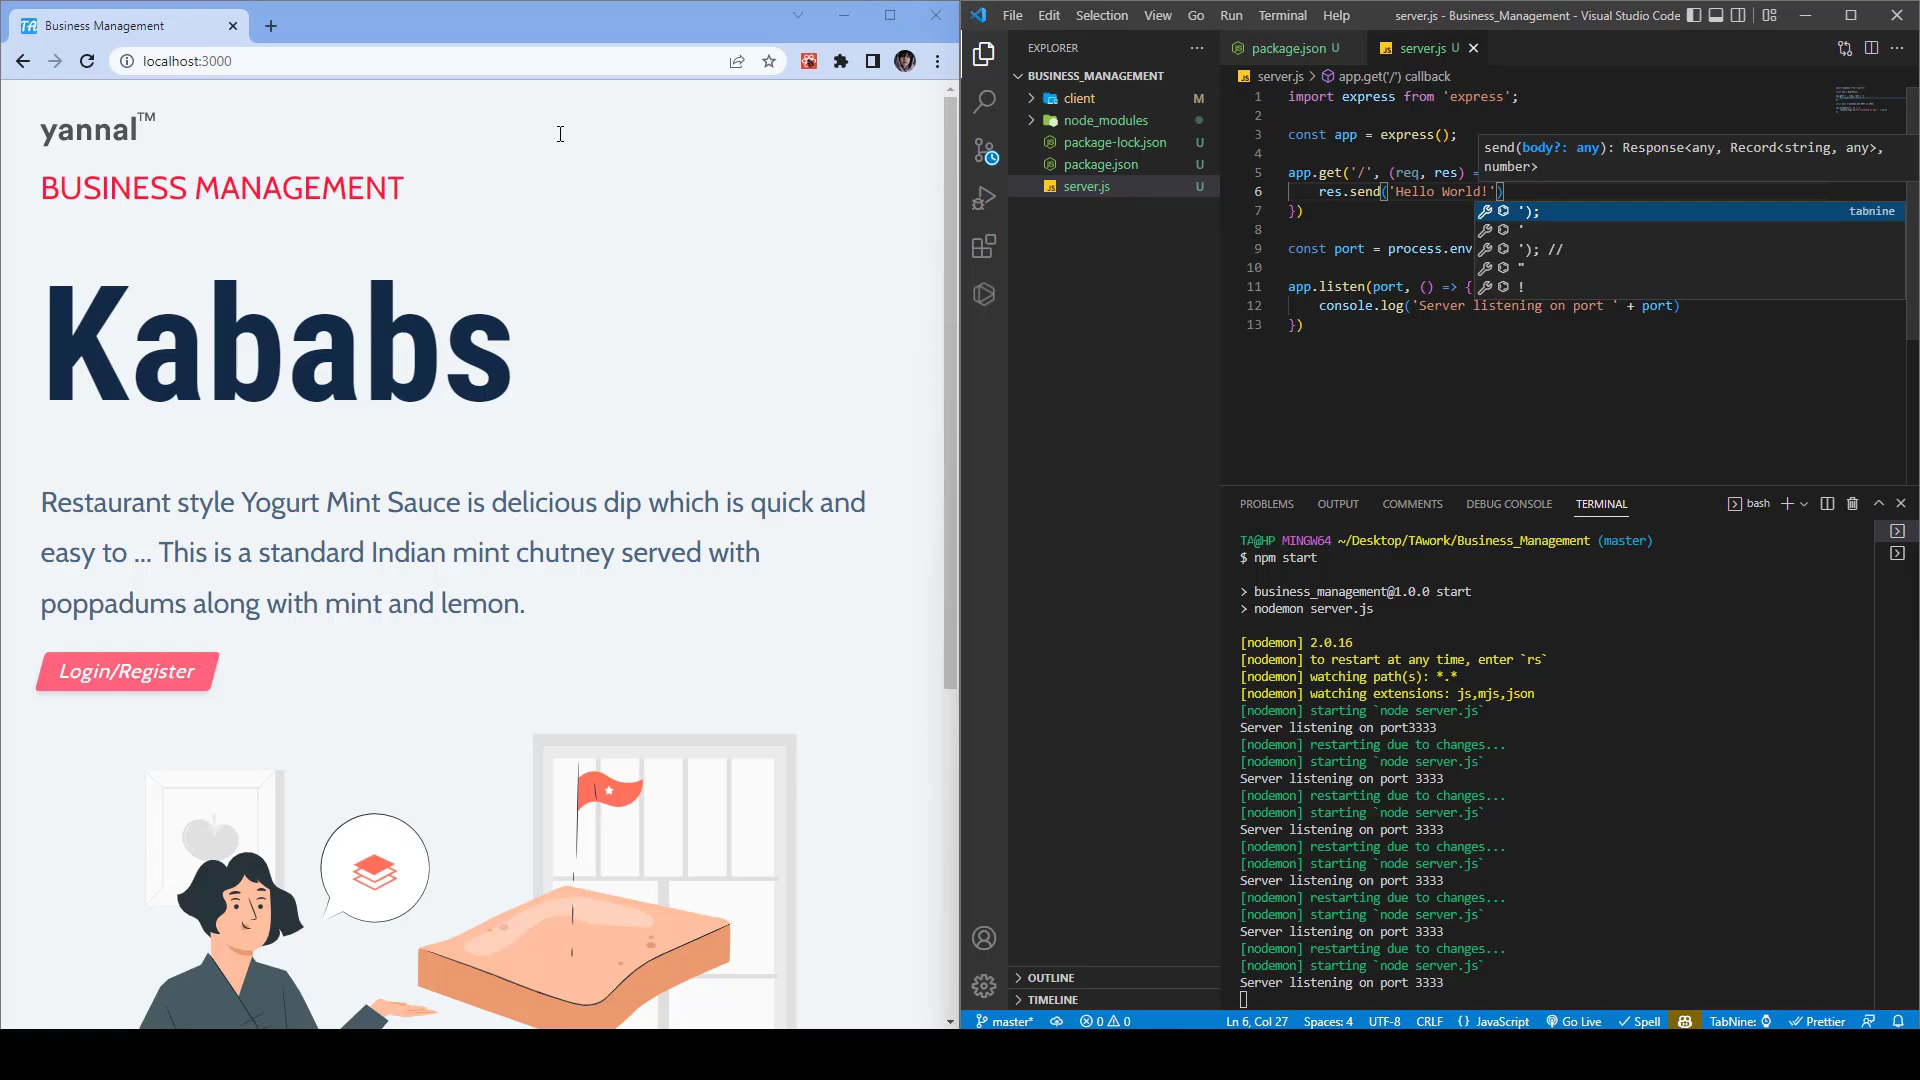 Business Management
localhost:3000
yannal™
BUSINESS MANAGEMENT
Kababs
Restaurant style Yogurt Mint Sauce is delicious dip which is quick and
easy to ... This is a standard Indian mint chutney served with
poppadums along with mint and lemon.
Login/Register
File Edit Selection View Go Run Terminal Help
server.js - Business_Management - Visual Studio Code
EXPLORER
BUSINESS_MANAGEMENT
client M
node_modules
package-lock.json U
package.json U
server.js U
OUTLINE
TIMELINE
package.json U
server.js U
server.js > app.get('/') callback
1 import express from 'express';
2
3 const app = express();
4
5 app.get('/', (req, res) =
6 res.send('Hello World!')
7 })
8
9 const port = process.env
10
11 app.listen(port, () => {
12 console.log('Server listening on port ' + port)
13 })
send(body?: any): Response<any, Record<string, any>,
number>
'); tabnine
'
'); //
"
!
PROBLEMS OUTPUT COMMENTS DEBUG CONSOLE TERMINAL
bash
TA@HP MINGW64 ~/Desktop/TAwork/Business_Management (master)
$ npm start
> business_management@1.0.0 start
> nodemon server.js
[nodemon] 2.0.16
[nodemon] to restart at any time, enter `rs`
[nodemon] watching path(s): *.*
[nodemon] watching extensions: js,mjs,json
[nodemon] starting `node server.js`
Server listening on port3333
[nodemon] restarting due to changes...
[nodemon] starting `node server.js`
Server listening on port 3333
[nodemon] restarting due to changes...
[nodemon] starting `node server.js`
Server listening on port 3333
[nodemon] restarting due to changes...
[nodemon] starting `node server.js`
Server listening on port 3333
[nodemon] restarting due to changes...
[nodemon] starting `node server.js`
Server listening on port 3333
[nodemon] restarting due to changes...
[nodemon] starting `node server.js`
Server listening on port 3333
master* 0 0 Ln 6, Col 27 Spaces: 4 UTF-8 CRLF {} JavaScript Go Live Spell TabNine: Prettier